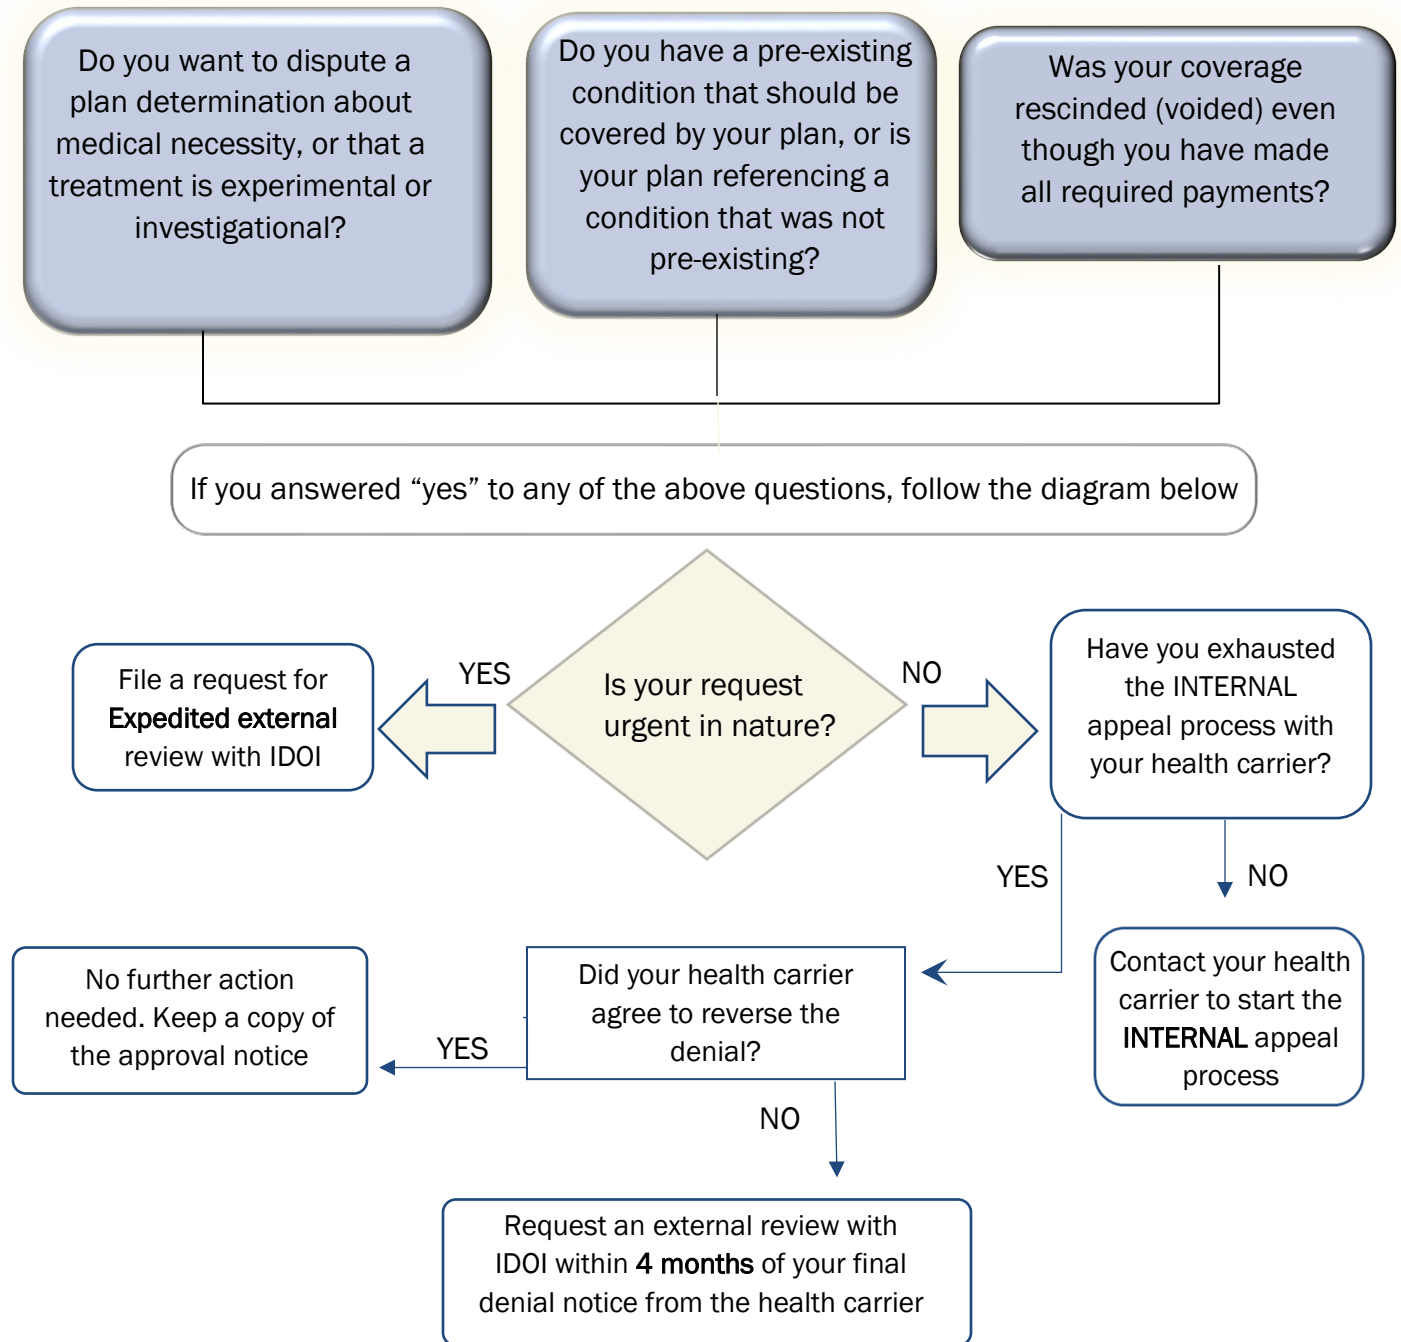 Do you want to dispute a
plan determination about
medical necessity, or that a
treatment is experimental or
investigational?
Do you have a pre-existing
condition that should be
covered by your plan, or is
your plan referencing a
condition that was not
pre-existing?
Was your coverage
rescinded (voided) even
though you have made
all required payments?
If you answered “yes” to any of the above questions, follow the diagram below
File a request for
Expedited external
review with IDOI
YES
Is your request
urgent in nature?
NO
Have you exhausted
the INTERNAL
appeal process with
your health carrier?
YES
NO
No further action
needed. Keep a copy of
the approval notice
YES
Did your health carrier
agree to reverse the
denial?
Contact your health
carrier to start the
INTERNAL appeal
process
NO
Request an external review with
IDOI within 4 months of your final
denial notice from the health carrier